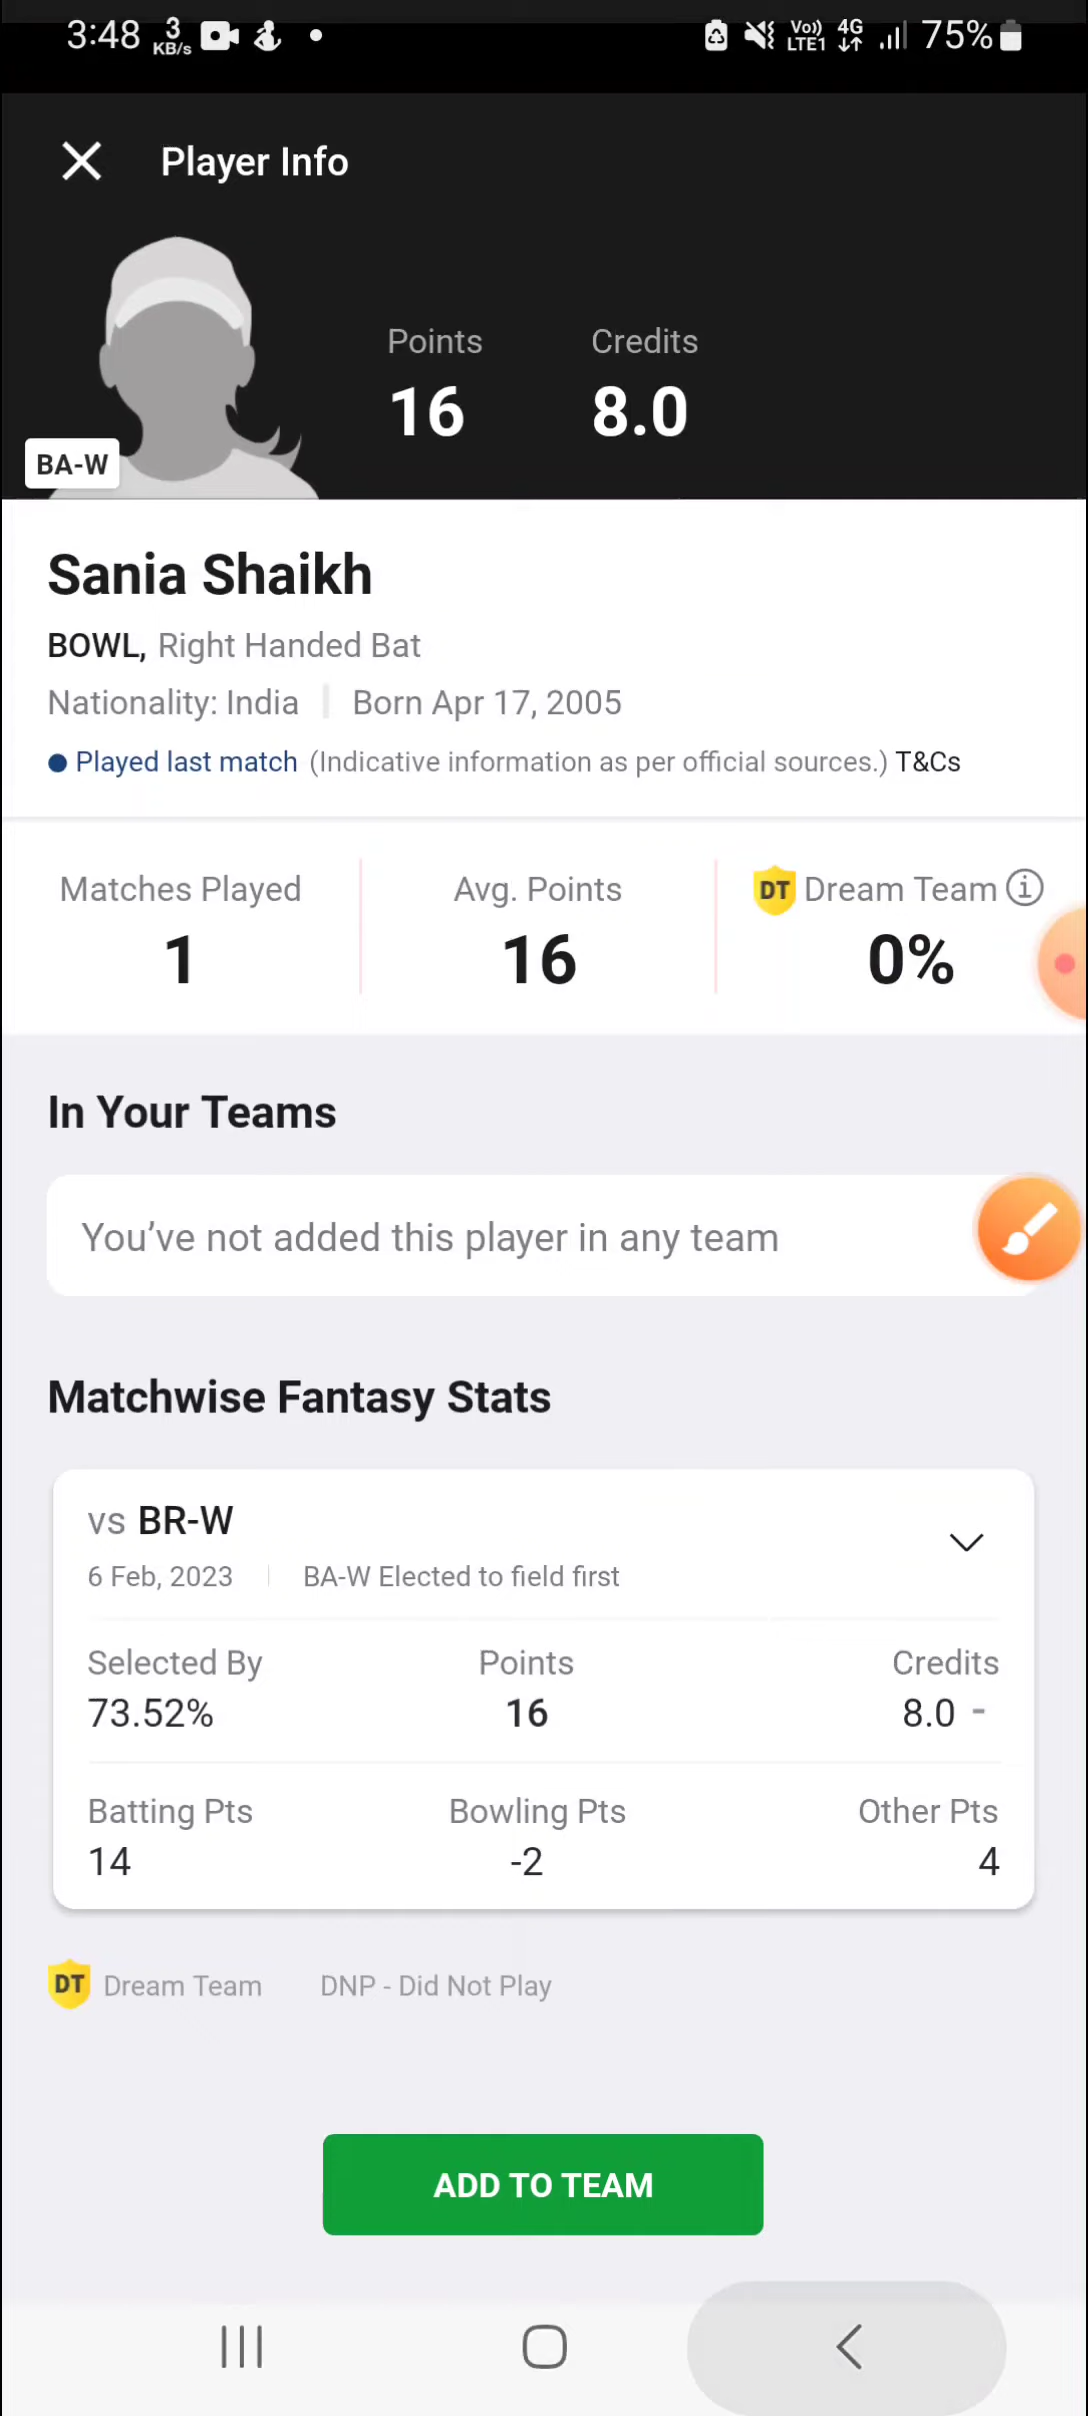 3:48 3 KB/s Vo)) LTE1 4G 75%
Player Info
Points Credits
16 8.0
BA-W
Sania Shaikh
BOWL, Right Handed Bat
Nationality: India Born Apr 17, 2005
Played last match (Indicative information as per official sources.) T&Cs
Matches Played Avg. Points DT Dream Team i
1 16 0%
In Your Teams
You’ve not added this player in any team
Matchwise Fantasy Stats
vs BR-W
6 Feb, 2023 BA-W Elected to field first
Selected By Points Credits
73.52% 16 8.0 -
Batting Pts Bowling Pts Other Pts
14 -2 4
DT Dream Team DNP - Did Not Play
ADD TO TEAM